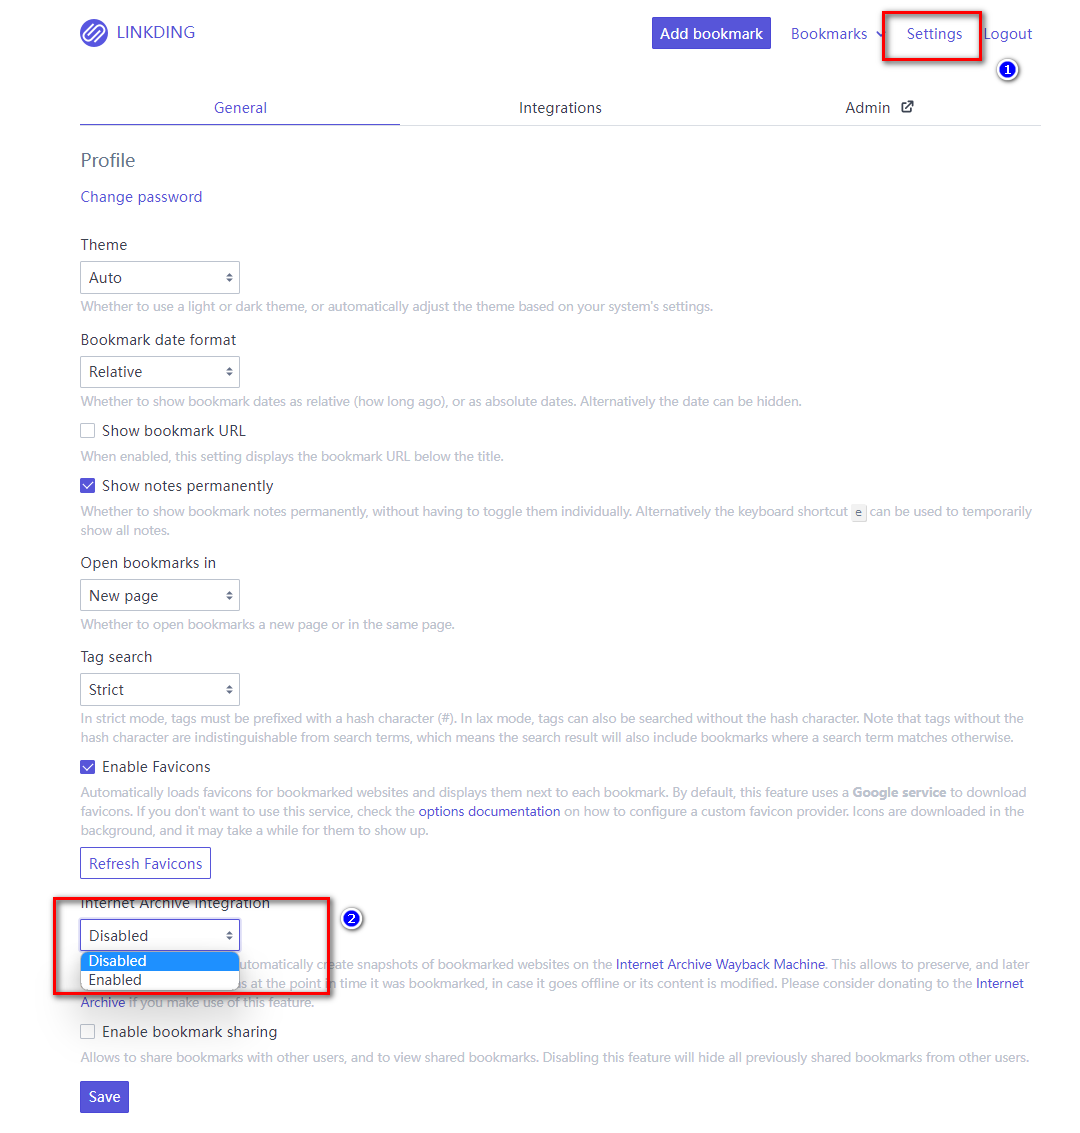 LINKDING
Add bookmark Bookmarks Settings Logout
1
General Integrations Admin
Profile
Change password
Theme
Auto
Whether to use a light or dark theme, or automatically adjust the theme based on your system's settings.
Bookmark date format
Relative
Whether to show bookmark dates as relative (how long ago), or as absolute dates. Alternatively the date can be hidden.
Show bookmark URL
When enabled, this setting displays the bookmark URL below the title.
Show notes permanently
Whether to show bookmark notes permanently, without having to toggle them individually. Alternatively the keyboard shortcut e can be used to temporarily
show all notes.
Open bookmarks in
New page
Whether to open bookmarks a new page or in the same page.
Tag search
Strict
In strict mode, tags must be prefixed with a hash character (#). In lax mode, tags can also be searched without the hash character. Note that tags without the
hash character are indistinguishable from search terms, which means the search result will also include bookmarks where a search term matches otherwise.
Enable Favicons
Automatically loads favicons for bookmarked websites and displays them next to each bookmark. By default, this feature uses a Google service to download
favicons. If you don't want to use this service, check the options documentation on how to configure a custom favicon provider. Icons are downloaded in the
background, and it may take a while for them to show up.
Refresh Favicons
Internet Archive Integration
2
Disabled
Disabled
Enabled
utomatically create snapshots of bookmarked websites on the Internet Archive Wayback Machine. This allows to preserve, and later
s at the point in time it was bookmarked, in case it goes offline or its content is modified. Please consider donating to the Internet
Archive if you make use of this feature.
Enable bookmark sharing
Allows to share bookmarks with other users, and to view shared bookmarks. Disabling this feature will hide all previously shared bookmarks from other users.
Save